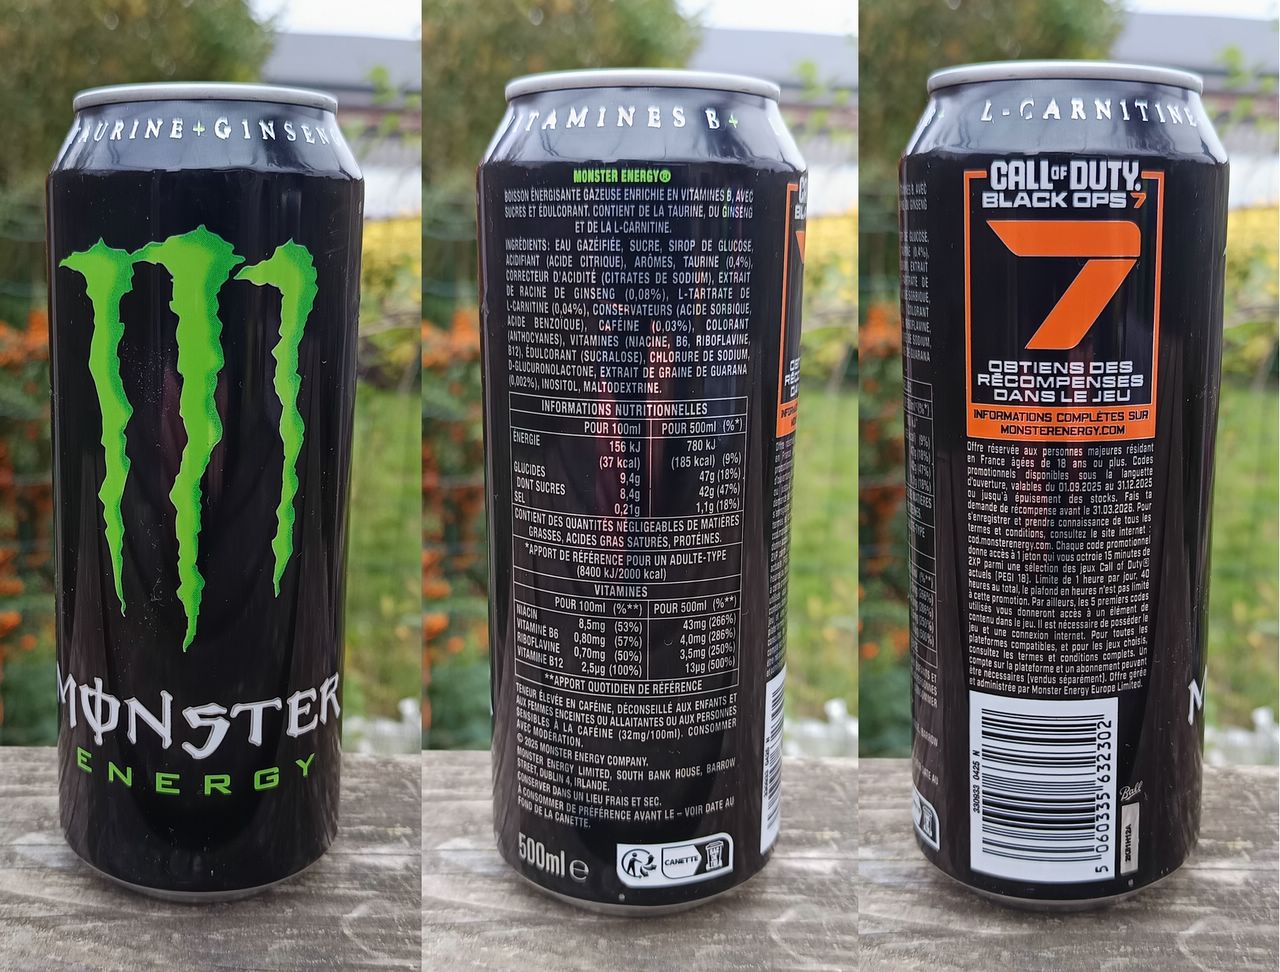 TAURINE+GINSENG
MONSTER
ENERGY
VITAMINES B+
MONSTER ENERGY®
BOISSON ÉNERGISANTE GAZEUSE ENRICHIE EN VITAMINES B, AVEC
SUCRES ET ÉDULCORANT. CONTIENT DE LA TAURINE, DU GINSENG
ET DE LA L-CARNITINE.
INGRÉDIENTS: EAU GAZÉIFIÉE, SUCRE, SIROP DE GLUCOSE,
ACIDIFIANT (ACIDE CITRIQUE), ARÔMES, TAURINE (0,4%),
CORRECTEUR D'ACIDITÉ (CITRATES DE SODIUM), EXTRAIT
DE RACINE DE GINSENG (0,08%), L-TARTRATE DE
L-CARNITINE (0,04%), CONSERVATEURS (ACIDE SORBIQUE,
ACIDE BENZOÏQUE), CAFÉINE (0,03%), COLORANT
(ANTHOCYANES), VITAMINES (NIACINE, B6, RIBOFLAVINE,
B12), ÉDULCORANT (SUCRALOSE), CHLORURE DE SODIUM,
D-GLUCURONOLACTONE, EXTRAIT DE GRAINE DE GUARANA
(0,002%), INOSITOL, MALTODEXTRINE.
INFORMATIONS NUTRITIONNELLES
POUR 100ml POUR 500ml (%*)
ENERGIE 156 kJ 780 kJ
(37 kcal) (185 kcal) (9%)
GLUCIDES 9,4g 47g (18%)
DONT SUCRES 8,4g 42g (47%)
SEL 0,21g 1,1g (18%)
CONTIENT DES QUANTITÉS NÉGLIGEABLES DE MATIÈRES
GRASSES, ACIDES GRAS SATURÉS, PROTÉINES.
*APPORT DE RÉFÉRENCE POUR UN ADULTE-TYPE
(8400 kJ/2000 kcal)
VITAMINES
POUR 100ml (%**) POUR 500ml (%**)
NIACIN 8,5mg (53%) 43mg (266%)
VITAMINE B6 0,80mg (57%) 4,0mg (286%)
RIBOFLAVINE 0,70mg (50%) 3,5mg (250%)
VITAMINE B12 2,5µg (100%) 13µg (500%)
**APPORT QUOTIDIEN DE RÉFÉRENCE
TENEUR ÉLEVÉE EN CAFÉINE, DÉCONSEILLÉ AUX ENFANTS ET
AUX FEMMES ENCEINTES OU ALLAITANTES OU AUX PERSONNES
SENSIBLES À LA CAFÉINE (32mg/100ml). CONSOMMER
AVEC MODÉRATION.
© 2025 MONSTER ENERGY COMPANY.
MONSTER ENERGY LIMITED, SOUTH BANK HOUSE, BARROW
STREET, DUBLIN 4, IRLANDE.
CONSERVER DANS UN LIEU FRAIS ET SEC.
À CONSOMMER DE PRÉFÉRENCE AVANT LE – VOIR DATE AU
FOND DE LA CANETTE.
500ml e
CANETTE
L-CARNITINE
CALL OF DUTY
BLACK OPS 7
7
OBTIENS DES
RÉCOMPENSES
DANS LE JEU
INFORMATIONS COMPLÈTES SUR
MONSTERENERGY.COM
Offre réservée aux personnes majeures résidant
en France âgées de 18 ans ou plus. Codes
promotionnels disponibles sous la languette
d'ouverture, valables du 01.09.2025 au 31.12.2025
ou jusqu'à épuisement des stocks. Fais ta
demande de récompense avant le 31.03.2026. Pour
s'enregistrer et prendre connaissance de tous les
termes et conditions, consultez le site internet :
cod.monsterenergy.com. Chaque code promotionnel
donne accès à 1 jeton qui vous octroie 15 minutes de
2XP parmi une sélection des jeux Call of Duty®
actuels [PEGI 18]. Limite de 1 heure par jour, 40
heures au total, le plafond en heures n'est pas limité
à cette promotion. Par ailleurs, les 5 premiers codes
utilisés vous donneront accès à un élément de
contenu dans le jeu. Il est nécessaire de posséder le
jeu et une connexion internet. Pour toutes les
plateformes compatibles, et pour les jeux choisis,
consultez les termes et conditions complets. Un
compte sur la plateforme et un abonnement peuvent
être nécessaires [vendus séparément]. Offre gérée
et administrée par Monster Energy Europe Limited.
330933 0425 N
5 060335 632302
Ball